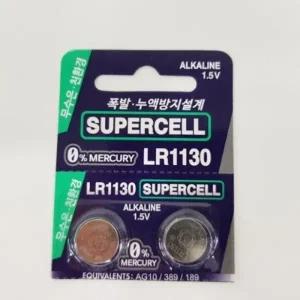 ALKALINE
1.5V
무수은·친환경
폭발·누액방지설계
SUPERCELL
0% MERCURY LR1130
LR1130 SUPERCELL
무수은·친환경
ALKALINE
1.5V
0%
MERCURY
EQUIVALENTS: AG10 / 389 / 189